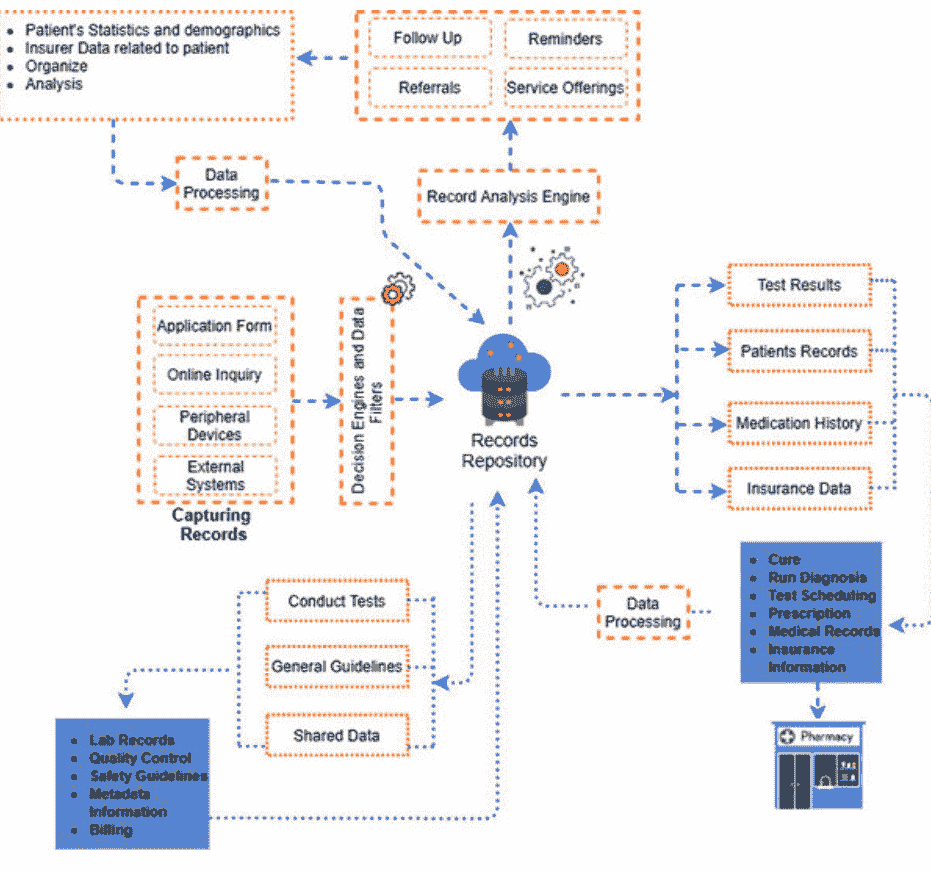 • Patient's Statistics and demographics
• Insurer Data related to patient
• Organize
• Analysis
Follow Up
Reminders
Referrals
Service Offerings
Data
Processing
Record Analysis Engine
Application Form
Online Inquiry
Peripheral
Devices
External
Systems
Capturing
Records
Decision Engines and Data
Filters
Records
Repository
Test Results
Patients Records
Medication History
Insurance Data
Conduct Tests
General Guidelines
Shared Data
Data
Processing
• Cure
• Run Diagnosis
• Test Scheduling
• Prescription
• Medical Records
• Insurance
Information
Pharmacy
• Lab Records
• Quality Control
• Safety Guidelines
• Metadada
Information
• Billing